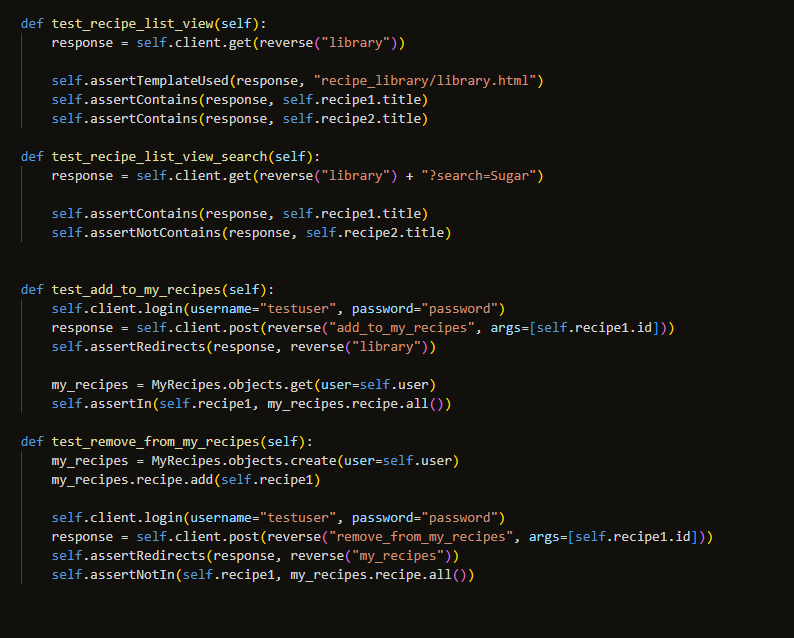 def test_recipe_list_view(self):
    response = self.client.get(reverse("library"))

    self.assertTemplateUsed(response, "recipe_library/library.html")
    self.assertContains(response, self.recipe1.title)
    self.assertContains(response, self.recipe2.title)

def test_recipe_list_view_search(self):
    response = self.client.get(reverse("library") + "?search=Sugar")

    self.assertContains(response, self.recipe1.title)
    self.assertNotContains(response, self.recipe2.title)


def test_add_to_my_recipes(self):
    self.client.login(username="testuser", password="password")
    response = self.client.post(reverse("add_to_my_recipes", args=[self.recipe1.id]))
    self.assertRedirects(response, reverse("library"))

    my_recipes = MyRecipes.objects.get(user=self.user)
    self.assertIn(self.recipe1, my_recipes.recipe.all())

def test_remove_from_my_recipes(self):
    my_recipes = MyRecipes.objects.create(user=self.user)
    my_recipes.recipe.add(self.recipe1)

    self.client.login(username="testuser", password="password")
    response = self.client.post(reverse("remove_from_my_recipes", args=[self.recipe1.id]))
    self.assertRedirects(response, reverse("my_recipes"))
    self.assertNotIn(self.recipe1, my_recipes.recipe.all())